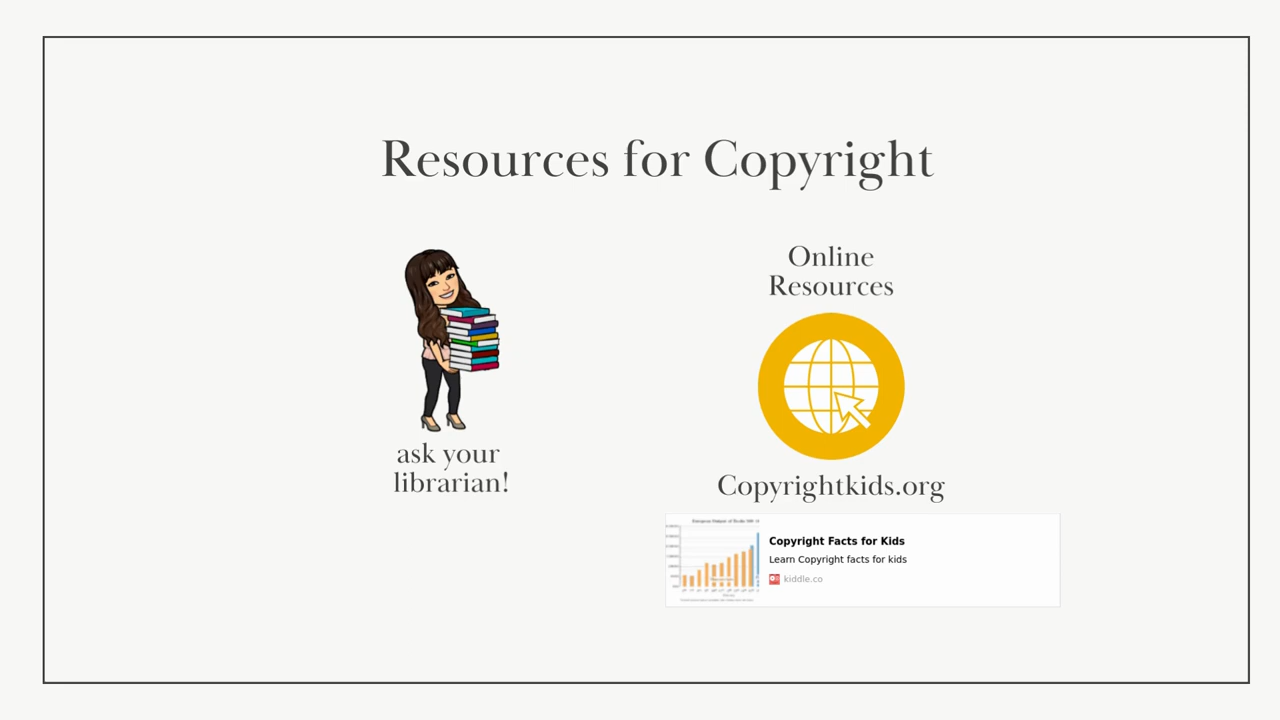 Resources for Copyright
ask your
librarian!
Online
Resources
Copyrightkids.org
Copyright Facts for Kids
Learn Copyright facts for kids
kiddle.co